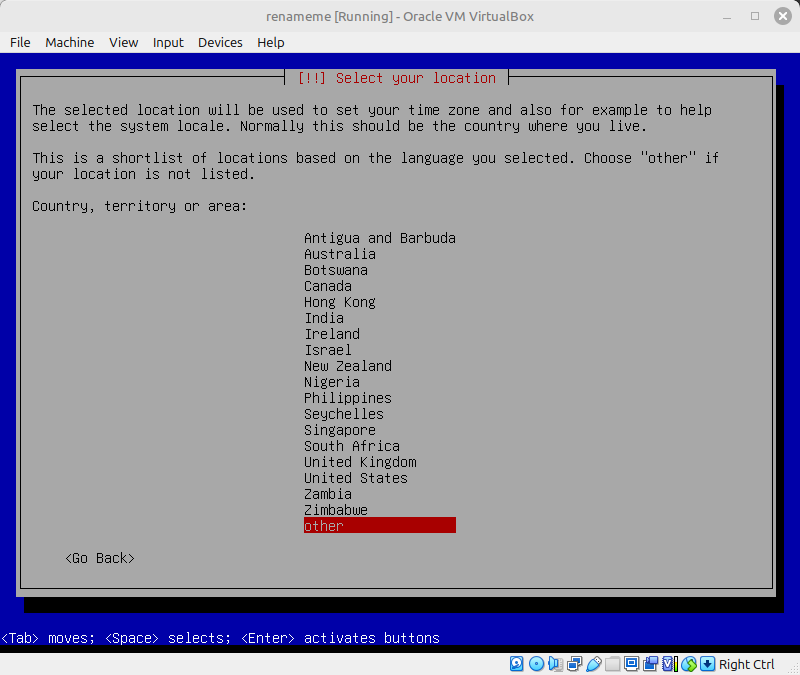 renameme [Running] - Oracle VM VirtualBox
File Machine View Input Devices Help
[!!] Select your location
The selected location will be used to set your time zone and also for example to help
select the system locale. Normally this should be the country where you live.
This is a shortlist of locations based on the language you selected. Choose "other" if
your location is not listed.
Country, territory or area:
Antigua and Barbuda
Australia
Botswana
Canada
Hong Kong
India
Ireland
Israel
New Zealand
Nigeria
Philippines
Seychelles
Singapore
South Africa
United Kingdom
United States
Zambia
Zimbabwe
other
<Go Back>
<Tab> moves; <Space> selects; <Enter> activates buttons
Right Ctrl